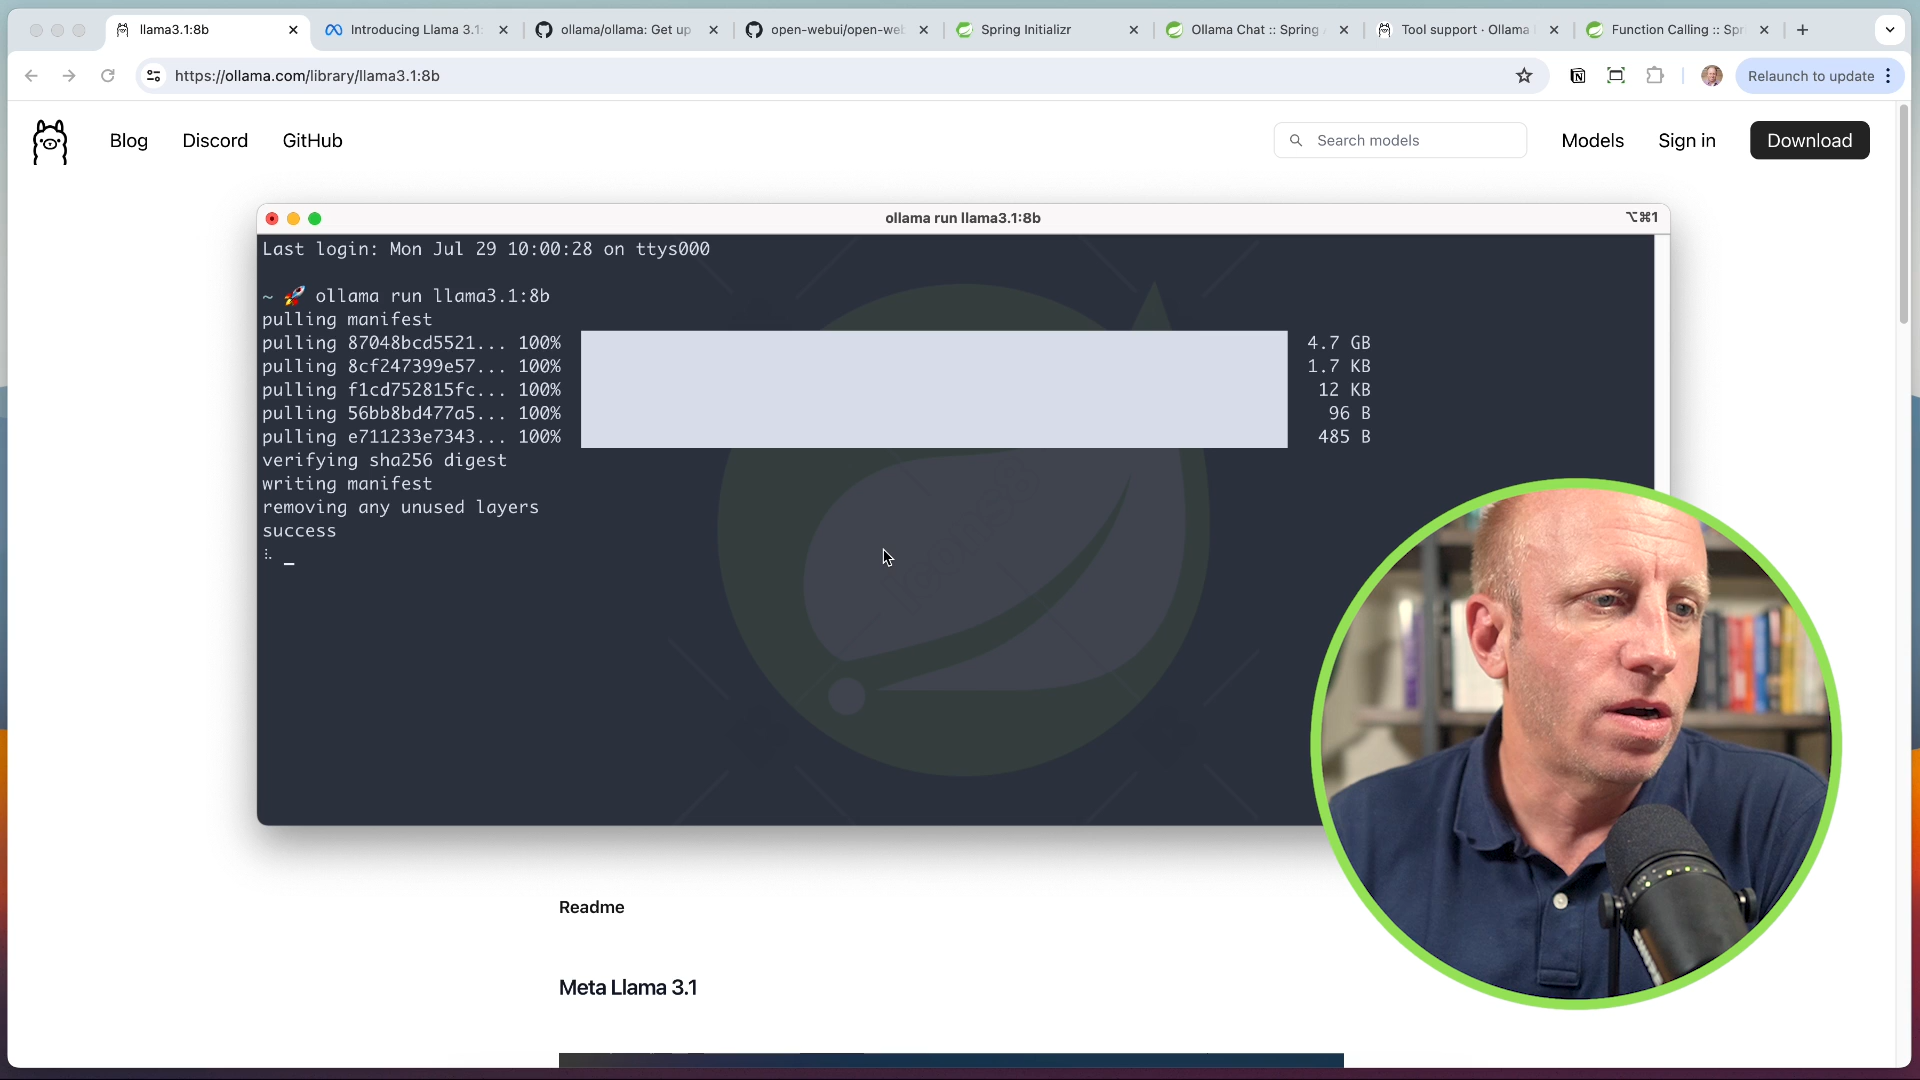 llama3.1:8b
Introducing Llama 3.1:
ollama/ollama: Get up
open-webui/open-we
Spring Initializr
Ollama Chat :: Spring
Tool support · Ollama
Function Calling :: Spr
https://ollama.com/library/llama3.1:8b
Relaunch to update
Blog
Discord
GitHub
Search models
Models
Sign in
Download
ollama run llama3.1:8b
⌥⌘1
Last login: Mon Jul 29 10:00:28 on ttys000
~ 🚀 ollama run llama3.1:8b
pulling manifest
pulling 87048bcd5521... 100% 4.7 GB
pulling 8cf247399e57... 100% 1.7 KB
pulling f1cd752815fc... 100% 12 KB
pulling 56bb8bd477a5... 100% 96 B
pulling e711233e7343... 100% 485 B
verifying sha256 digest
writing manifest
removing any unused layers
success
Readme
Meta Llama 3.1